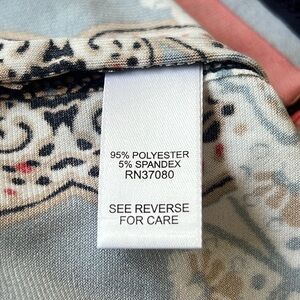 95% POLYESTER
5% SPANDEX
RN37080
SEE REVERSE
FOR CARE